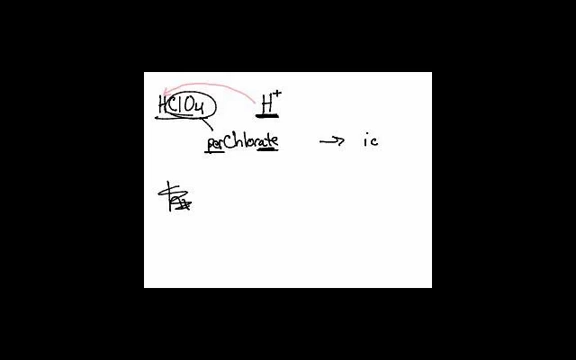 HClO4 H+
perChlorate → ic